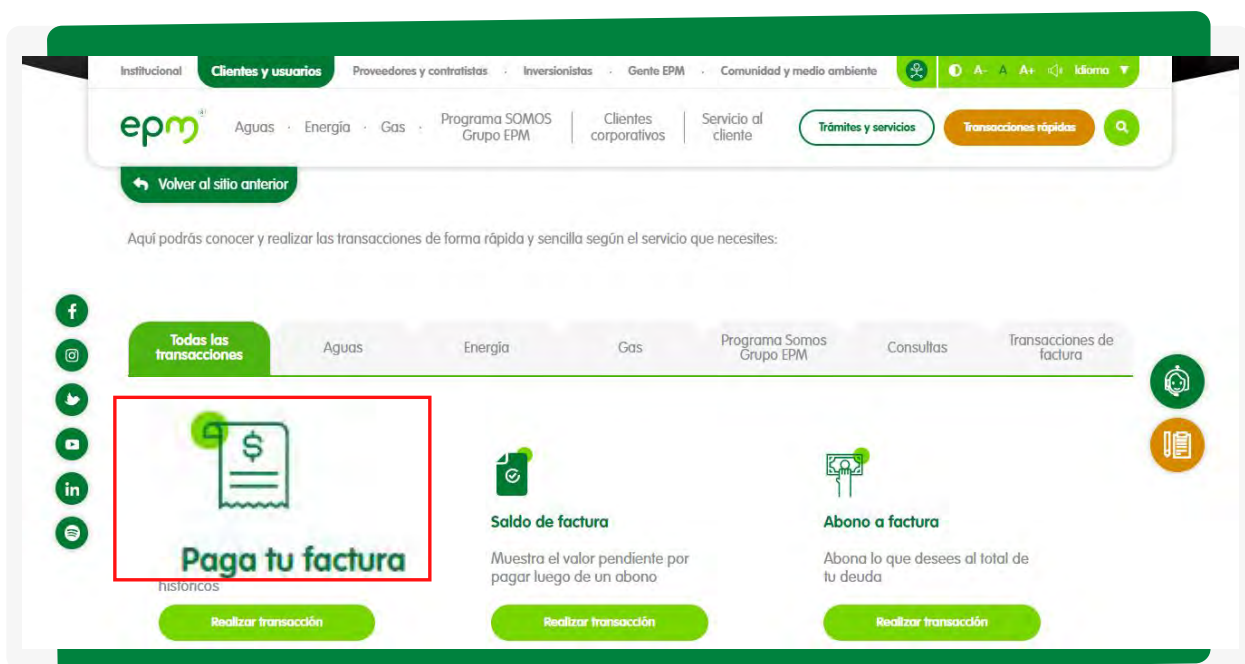 Institucional Clientes y usuarios Proveedores y contratistas · Inversionistas · Gente EPM · Comunidad y medio ambiente A- A A+ Idioma ▼
epm® Aguas · Energía · Gas · Programa SOMOS Grupo EPM Clientes corporativos Servicio al cliente Trámites y servicios Transacciones rápidas
Volver al sitio anterior
Aquí podrás conocer y realizar las transacciones de forma rápida y sencilla según el servicio que necesites:
Todas las transacciones Aguas Energía Gas Programa Somos Grupo EPM Consultas Transacciones de factura
$
Paga tu factura
históricos
Realizar transacción
Saldo de factura
Muestra el valor pendiente por
pagar luego de un abono
Realizar transacción
Abono a factura
Abona lo que desees al total de
tu deuda
Realizar transacción